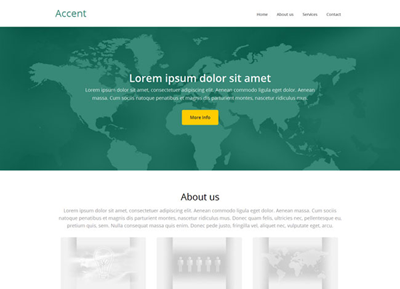 Accent
Home About us Services Contact
Lorem ipsum dolor sit amet
Lorem ipsum dolor sit amet, consectetur adipiscing elit. Aenean commodo ligula eget dolor. Aenean
massa. Cum sociis natoque penatibus et magnis dis parturient montes, nascetur ridiculus mus.
More Info
About us
Lorem ipsum dolor sit amet, consectetur adipiscing elit. Aenean commodo ligula eget dolor. Aenean massa. Cum sociis
natoque penatibus et magnis dis parturient montes, nascetur ridiculus mus. Donec quam felis, ultricies nec, pellentesque
eu, pretium quis, sem. Nulla consequat massa quis enim. Donec pede justo, fringilla vel, aliquet nec, vulputate eget, arcu.